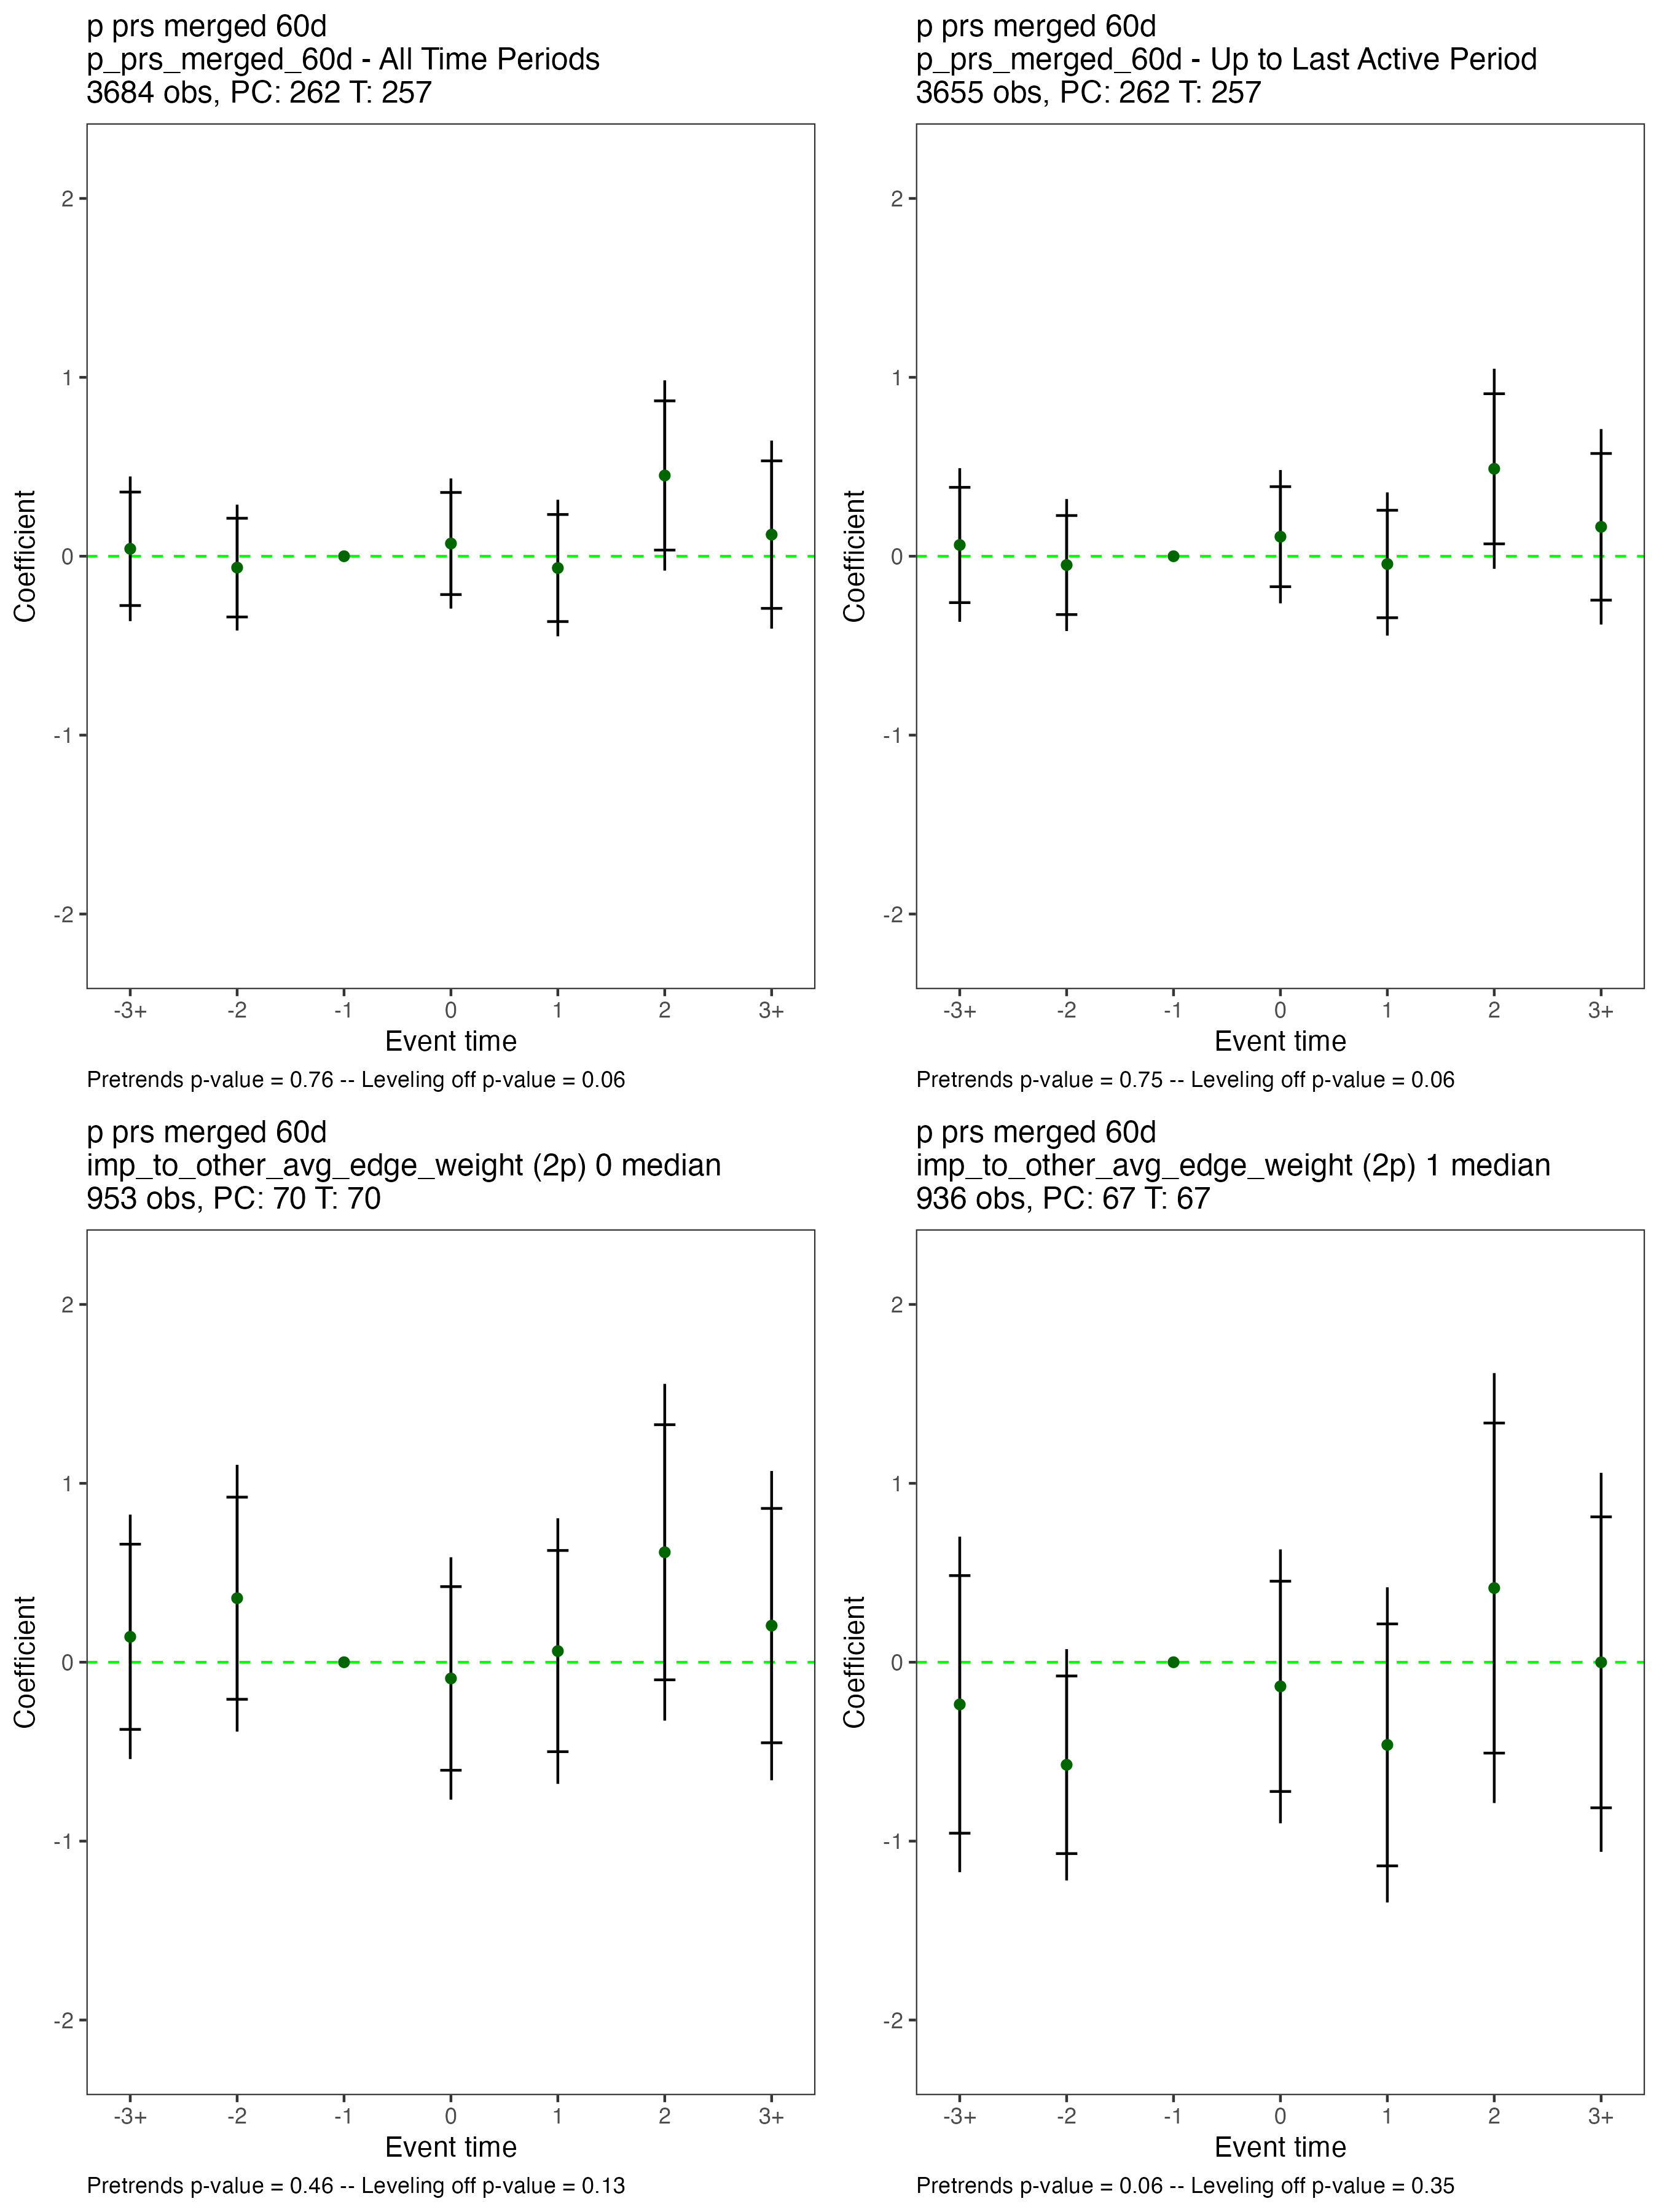 p prs merged 60d
p_prs_merged_60d - All Time Periods
3684 obs, PC: 262 T: 257
2
1
0
-1
-2
Coefficient
-3+ -2 -1 0 1 2 3+
Event time
Pretrends p-value = 0.76 -- Leveling off p-value = 0.06
p prs merged 60d
p_prs_merged_60d - Up to Last Active Period
3655 obs, PC: 262 T: 257
2
1
0
-1
-2
Coefficient
-3+ -2 -1 0 1 2 3+
Event time
Pretrends p-value = 0.75 -- Leveling off p-value = 0.06
p prs merged 60d
imp_to_other_avg_edge_weight (2p) 0 median
953 obs, PC: 70 T: 70
2
1
0
-1
-2
Coefficient
-3+ -2 -1 0 1 2 3+
Event time
Pretrends p-value = 0.46 -- Leveling off p-value = 0.13
p prs merged 60d
imp_to_other_avg_edge_weight (2p) 1 median
936 obs, PC: 67 T: 67
2
1
0
-1
-2
Coefficient
-3+ -2 -1 0 1 2 3+
Event time
Pretrends p-value = 0.06 -- Leveling off p-value = 0.35